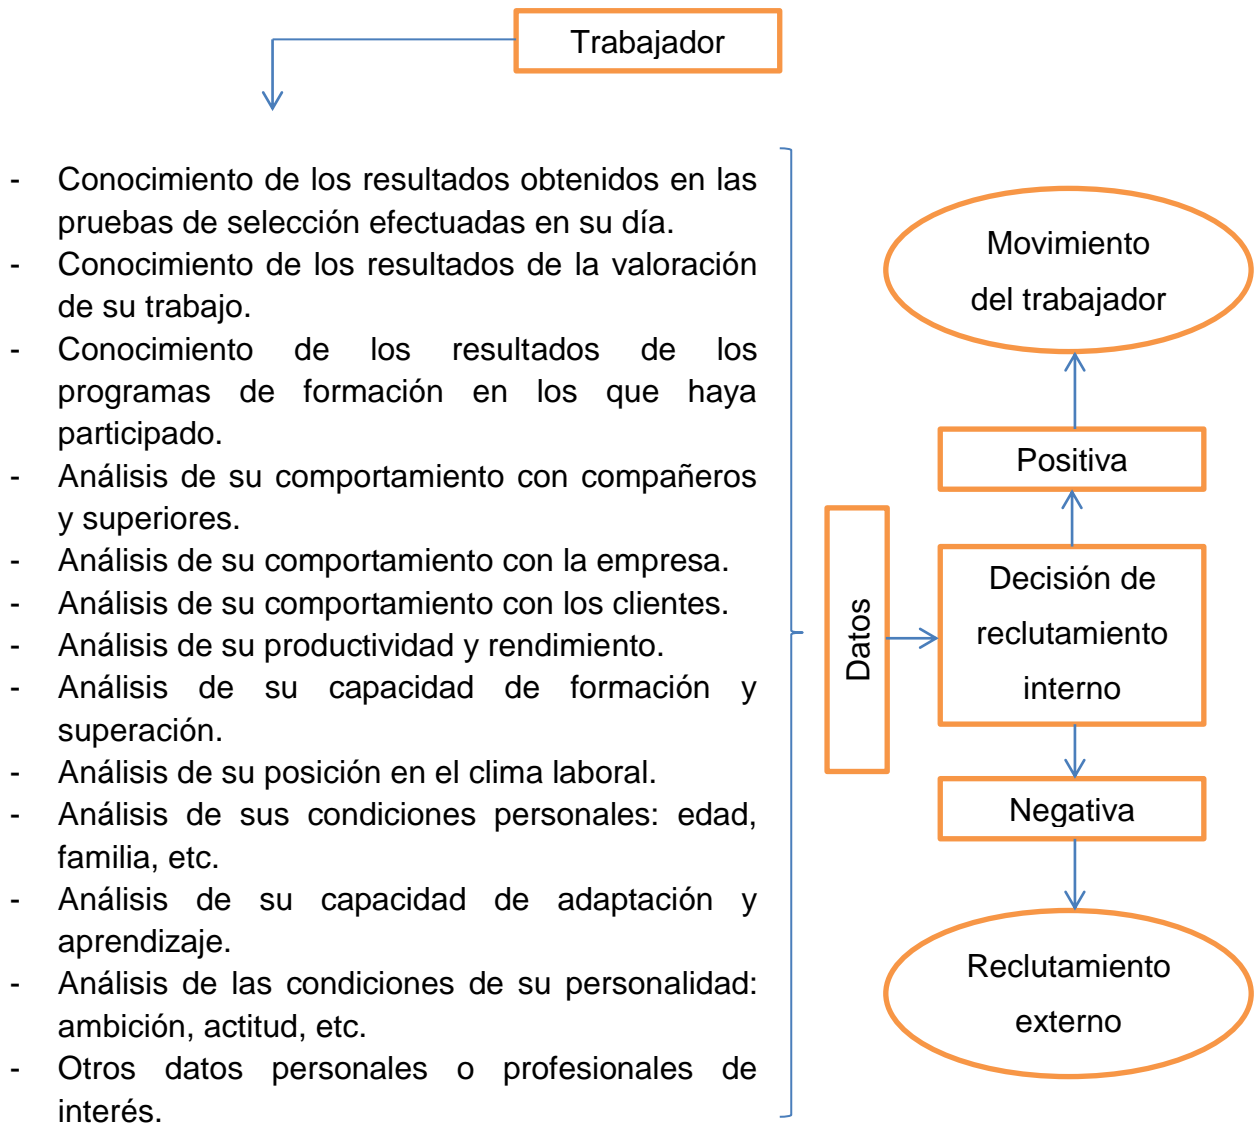 Trabajador
- Conocimiento de los resultados obtenidos en las
pruebas de selección efectuadas en su día.
- Conocimiento de los resultados de la valoración
de su trabajo.
- Conocimiento de los resultados de los
programas de formación en los que haya
participado.
- Análisis de su comportamiento con compañeros
y superiores.
- Análisis de su comportamiento con la empresa.
- Análisis de su comportamiento con los clientes.
- Análisis de su productividad y rendimiento.
- Análisis de su capacidad de formación y
superación.
- Análisis de su posición en el clima laboral.
- Análisis de sus condiciones personales: edad,
familia, etc.
- Análisis de su capacidad de adaptación y
aprendizaje.
- Análisis de las condiciones de su personalidad:
ambición, actitud, etc.
- Otros datos personales o profesionales de
interés.
Datos
Movimiento
del trabajador
Positiva
Decisión de
reclutamiento
interno
Negativa
Reclutamiento
externo